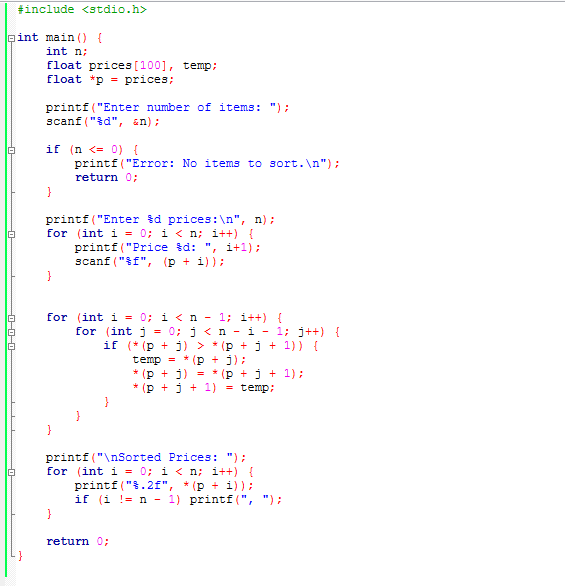 #include <stdio.h>
int main() {
    int n;
    float prices[100], temp;
    float *p = prices;
    printf("Enter number of items: ");
    scanf("%d", &n);
    if (n <= 0) {
        printf("Error: No items to sort.\n");
        return 0;
    }
    printf("Enter %d prices:\n", n);
    for (int i = 0; i < n; i++) {
        printf("Price %d: ", i+1);
        scanf("%f", (p + i));
    }
    for (int i = 0; i < n - 1; i++) {
        for (int j = 0; j < n - i - 1; j++) {
            if (*(p + j) > *(p + j + 1)) {
                temp = *(p + j);
                *(p + j) = *(p + j + 1);
                *(p + j + 1) = temp;
            }
        }
    }
    printf("\nSorted Prices: ");
    for (int i = 0; i < n; i++) {
        printf("%.2f", *(p + i));
        if (i != n - 1) printf(", ");
    }
    return 0;
}